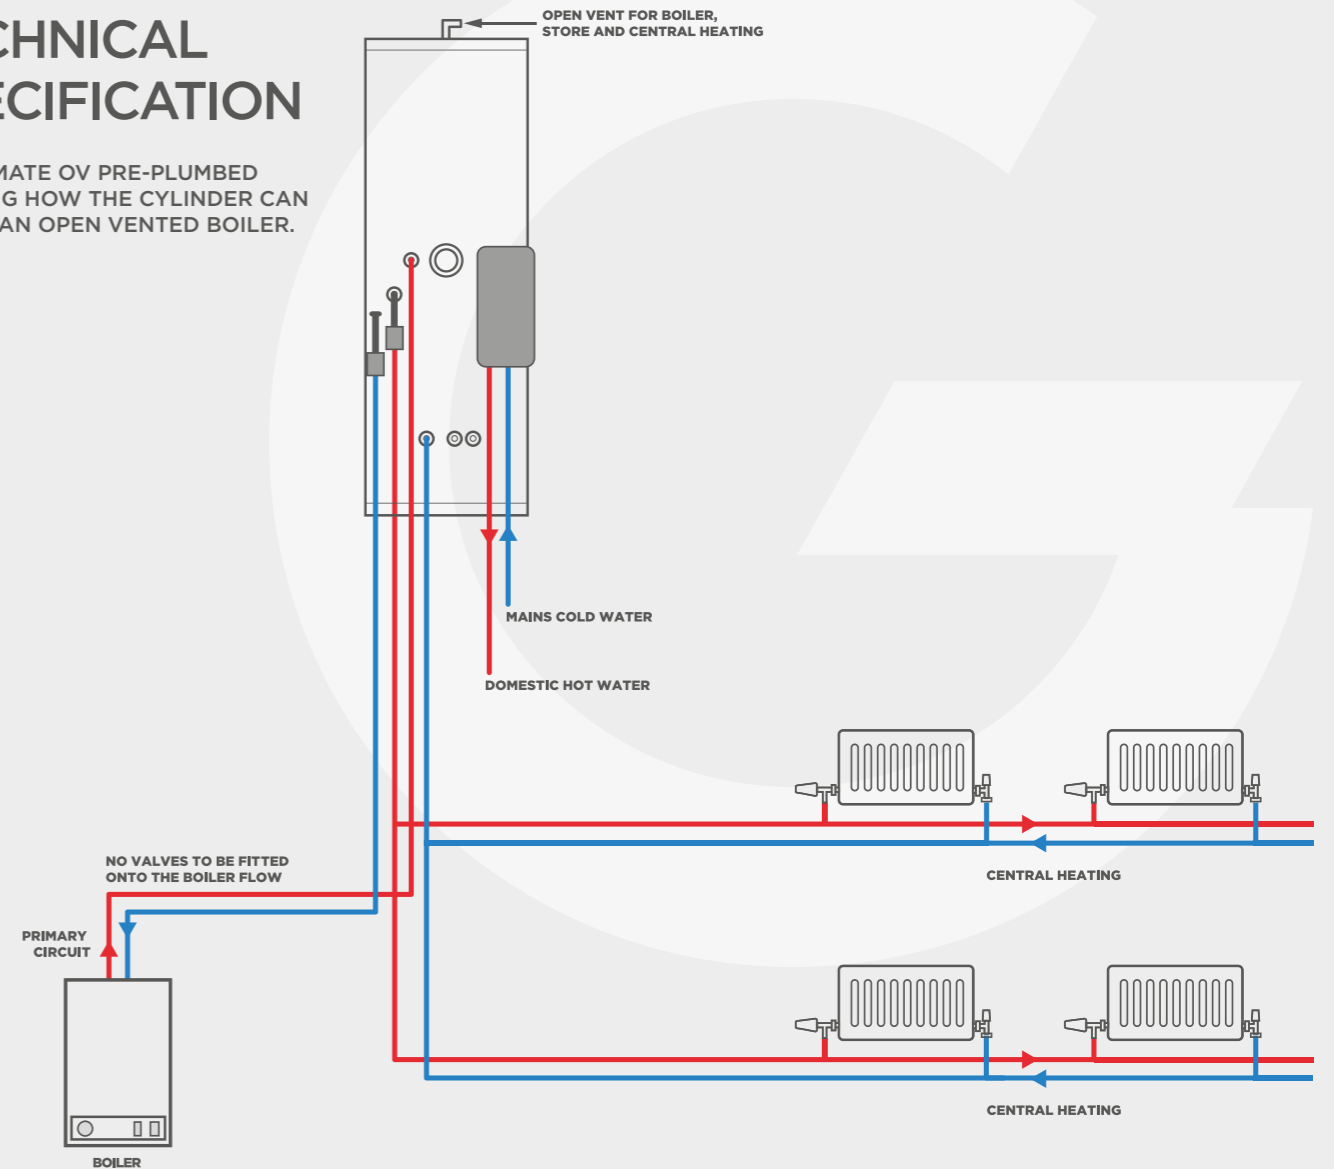 CHNICAL
ECIFICATION
MATE OV PRE-PLUMBED
G HOW THE CYLINDER CAN
AN OPEN VENTED BOILER.
OPEN VENT FOR BOILER,
STORE AND CENTRAL HEATING
MAINS COLD WATER
DOMESTIC HOT WATER
NO VALVES TO BE FITTED
ONTO THE BOILER FLOW
PRIMARY
CIRCUIT
CENTRAL HEATING
CENTRAL HEATING
BOILER